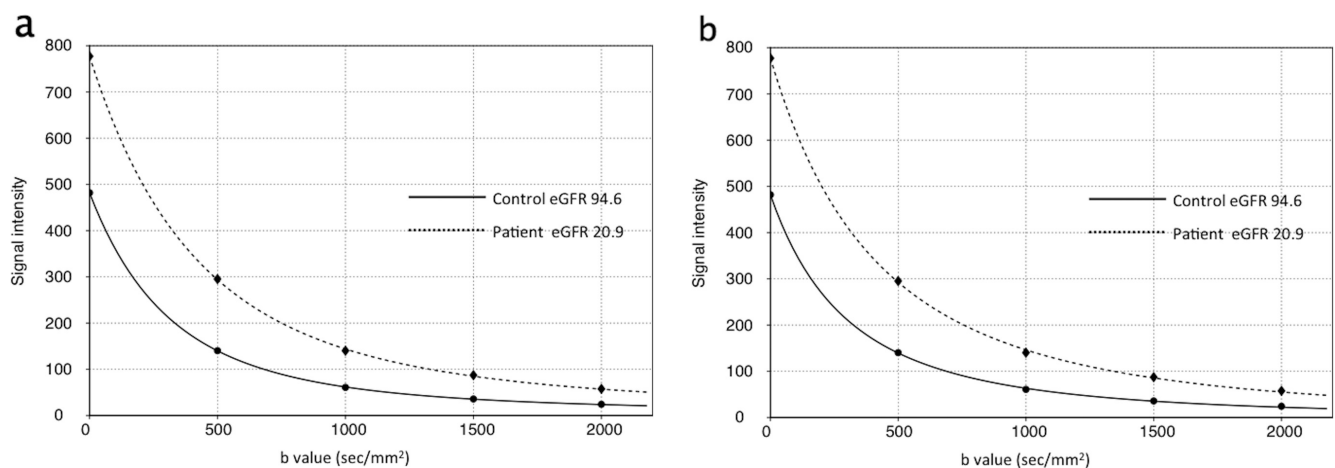 a
800
700
600
500
400
300
200
100
0
Signal intensity
Control eGFR 94.6
Patient eGFR 20.9
0 500 1000 1500 2000
b value (sec/mm²)
b
800
700
600
500
400
300
200
100
0
Signal intensity
Control eGFR 94.6
Patient eGFR 20.9
0 500 1000 1500 2000
b value (sec/mm²)